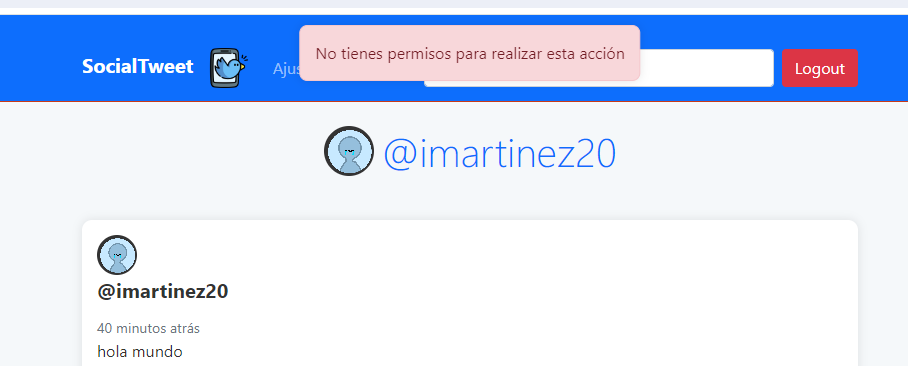 No tienes permisos para realizar esta acción
SocialTweet
Logout
@imartinez20
@imartinez20
40 minutos atrás
hola mundo